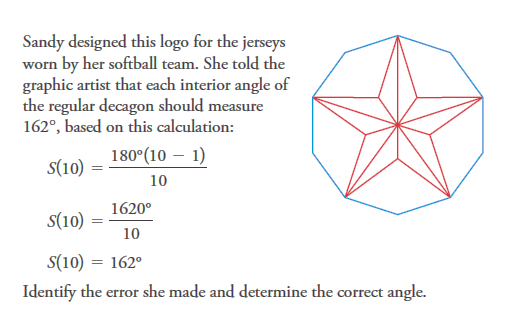 Sandy designed this logo for the jerseys
worn by her softball team. She told the
graphic artist that each interior angle of
the regular decagon should measure
162°, based on this calculation:
S(10) = 180°(10 − 1) / 10
S(10) = 1620° / 10
S(10) = 162°
Identify the error she made and determine the correct angle.